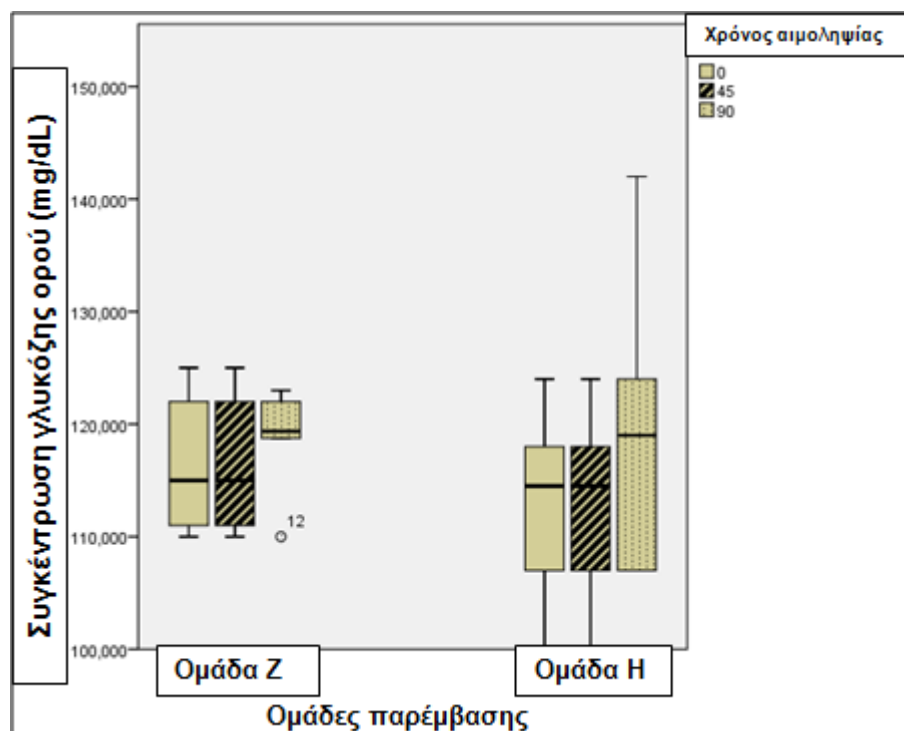 Χρόνος αιμοληψίας
0
45
90
Συγκέντρωση γλυκόζης ορού (mg/dL)
150,000
140,000
130,000
120,000
110,000
100,000
12
Ομάδα Ζ
Ομάδα Η
Ομάδες παρέμβασης